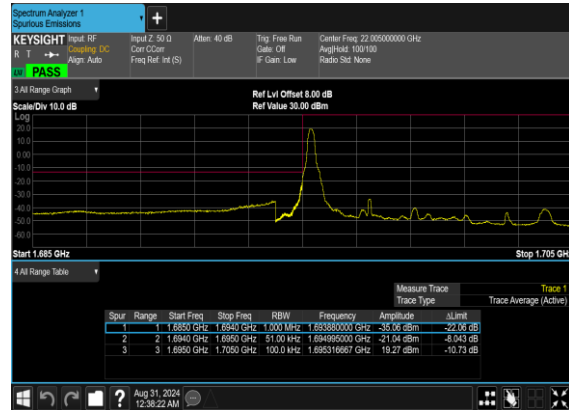 Spectrum Analyzer 1
Spurious Emissions
+
KEYSIGHT Input: RF Input Z: 50 Ω Atten: 40 dB Trig: Free Run Center Freq: 22.005000000 GHz
R T Coupling: DC Corr CCorr Gate: Off Avg|Hold: 100/100
Align: Auto Freq Ref: Int (S) IF Gain: Low Radio Std: None
PASS
3 All Range Graph
Ref Lvl Offset 8.00 dB
Scale/Div 10.0 dB Ref Value 30.00 dBm
Log
20.0
10.0
0.00
-10.0
-20.0
-30.0
-40.0
-50.0
-60.0
Start 1.685 GHz Stop 1.705 GHz
4 All Range Table
Measure Trace Trace 1
Trace Type Trace Average (Active)
Spur Range Start Freq Stop Freq RBW Frequency Amplitude ΔLimit
1 1 1.6850 GHz 1.6940 GHz 1.000 MHz 1.693880000 GHz -35.06 dBm -22.06 dB
2 2 1.6940 GHz 1.6950 GHz 51.00 kHz 1.694995000 GHz -21.04 dBm -8.043 dB
3 3 1.6950 GHz 1.7050 GHz 100.0 kHz 1.695316667 GHz 19.27 dBm -10.73 dB
? Aug 31, 2024
12:38:22 AM